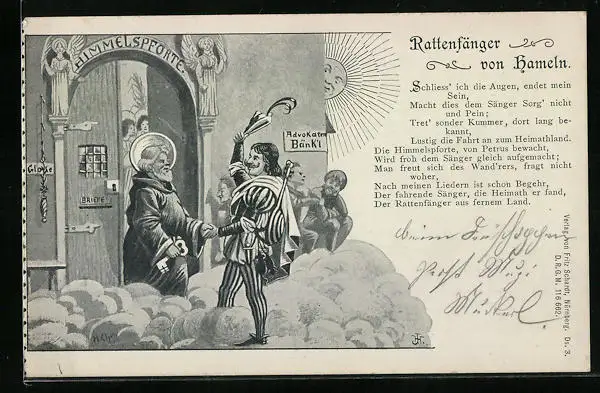 HIMMELSPFORTE
Glocke
BRIEFE
Advokaten
Bänk'l
Rattenfänger
von Hameln.
Schliess' ich die Augen, endet mein
Sein,
Macht dies dem Sänger Sorg' nicht
und Pein;
Tret' sonder Kummer, dort lang be-
kannt,
Lustig die Fahrt an zum Heimathland.
Die Himmelspforte, von Petrus bewacht,
Wird froh dem Sänger gleich aufgemacht;
Man freut sich des Wand'rers, fragt nicht
woher,
Nach meinen Liedern ist schon Begehr,
Der fahrende Sänger, die Heimath er fand,
Der Rattenfänger aus fernem Land.
beim
Prosit
Verlag von Fritz Schardt, Nürnberg. Dr. 3.
D. R. G. M. 116 682.